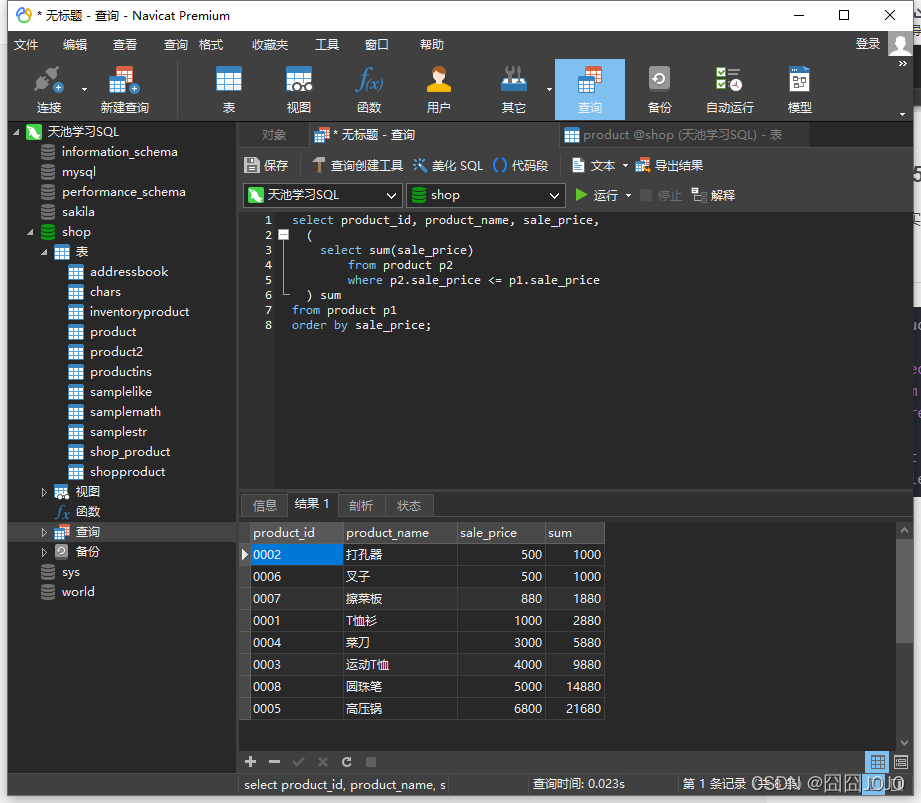 * 无标题 - 查询 - Navicat Premium
文件 编辑 查看 查询 格式 收藏夹 工具 窗口 帮助 登录
连接 新建查询 表 视图 函数 用户 其它 查询 备份 自动运行 模型
天池学习SQL
information_schema
mysql
performance_schema
sakila
shop
表
addressbook
chars
inventoryproduct
product
product2
productins
samplelike
samplemath
samplestr
shop_product
shopproduct
视图
函数
查询
备份
sys
world
对象 * 无标题 - 查询 product @shop (天池学习SQL) - 表
保存 查询创建工具 美化 SQL 代码段 文本 导出结果
天池学习SQL shop 运行 停止 解释
1 select product_id, product_name, sale_price,
2 (
3 select sum(sale_price)
4 from product p2
5 where p2.sale_price <= p1.sale_price
6 ) sum
7 from product p1
8 order by sale_price;
信息 结果 1 剖析 状态
product_id product_name sale_price sum
0002 打孔器 500 1000
0006 叉子 500 1000
0007 擦菜板 880 1880
0001 T恤衫 1000 2880
0004 菜刀 3000 5880
0003 运动T恤 4000 9880
0008 圆珠笔 5000 14880
0005 高压锅 6800 21680
select product_id, product_name, s 查询时间: 0.023s 第 1 条记录 (共 8 条)
CSDN @囧囧JOJO